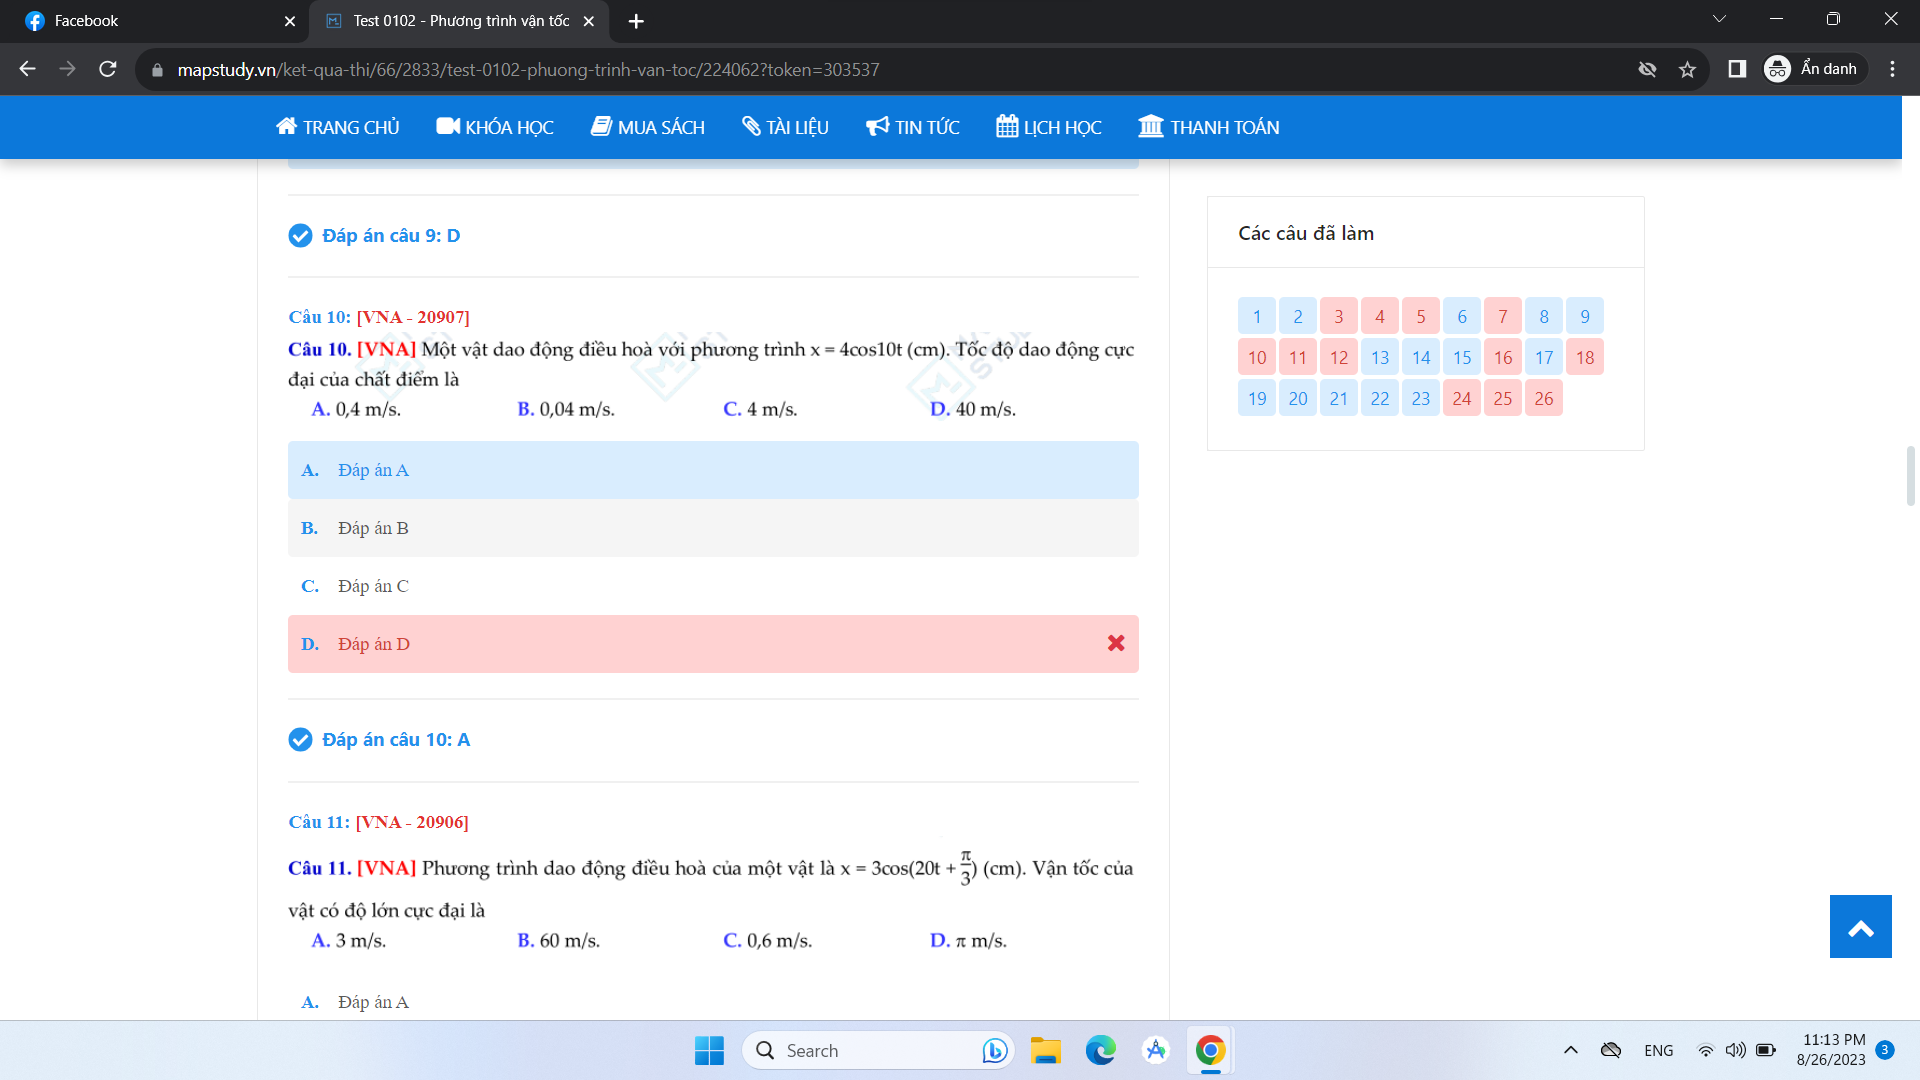 Facebook
Test 0102 - Phương trình vận tốc
mapstudy.vn/ket-qua-thi/66/2833/test-0102-phuong-trinh-van-toc/224062?token=303537
Ẩn danh
TRANG CHỦ KHÓA HỌC MUA SÁCH TÀI LIỆU TIN TỨC LỊCH HỌC THANH TOÁN
Đáp án câu 9: D
Câu 10: [VNA - 20907]
Câu 10. [VNA] Một vật dao động điều hoà với phương trình x = 4cos10t (cm). Tốc độ dao động cực
đại của chất điểm là
A. 0,4 m/s. B. 0,04 m/s. C. 4 m/s. D. 40 m/s.
A. Đáp án A
B. Đáp án B
C. Đáp án C
D. Đáp án D
Đáp án câu 10: A
Câu 11: [VNA - 20906]
Câu 11. [VNA] Phương trình dao động điều hoà của một vật là x = 3cos(20t + π/3) (cm). Vận tốc của
vật có độ lớn cực đại là
A. 3 m/s. B. 60 m/s. C. 0,6 m/s. D. π m/s.
A. Đáp án A
Các câu đã làm
1 2 3 4 5 6 7 8 9
10 11 12 13 14 15 16 17 18
19 20 21 22 23 24 25 26
Search
ENG
11:13 PM
8/26/2023
3